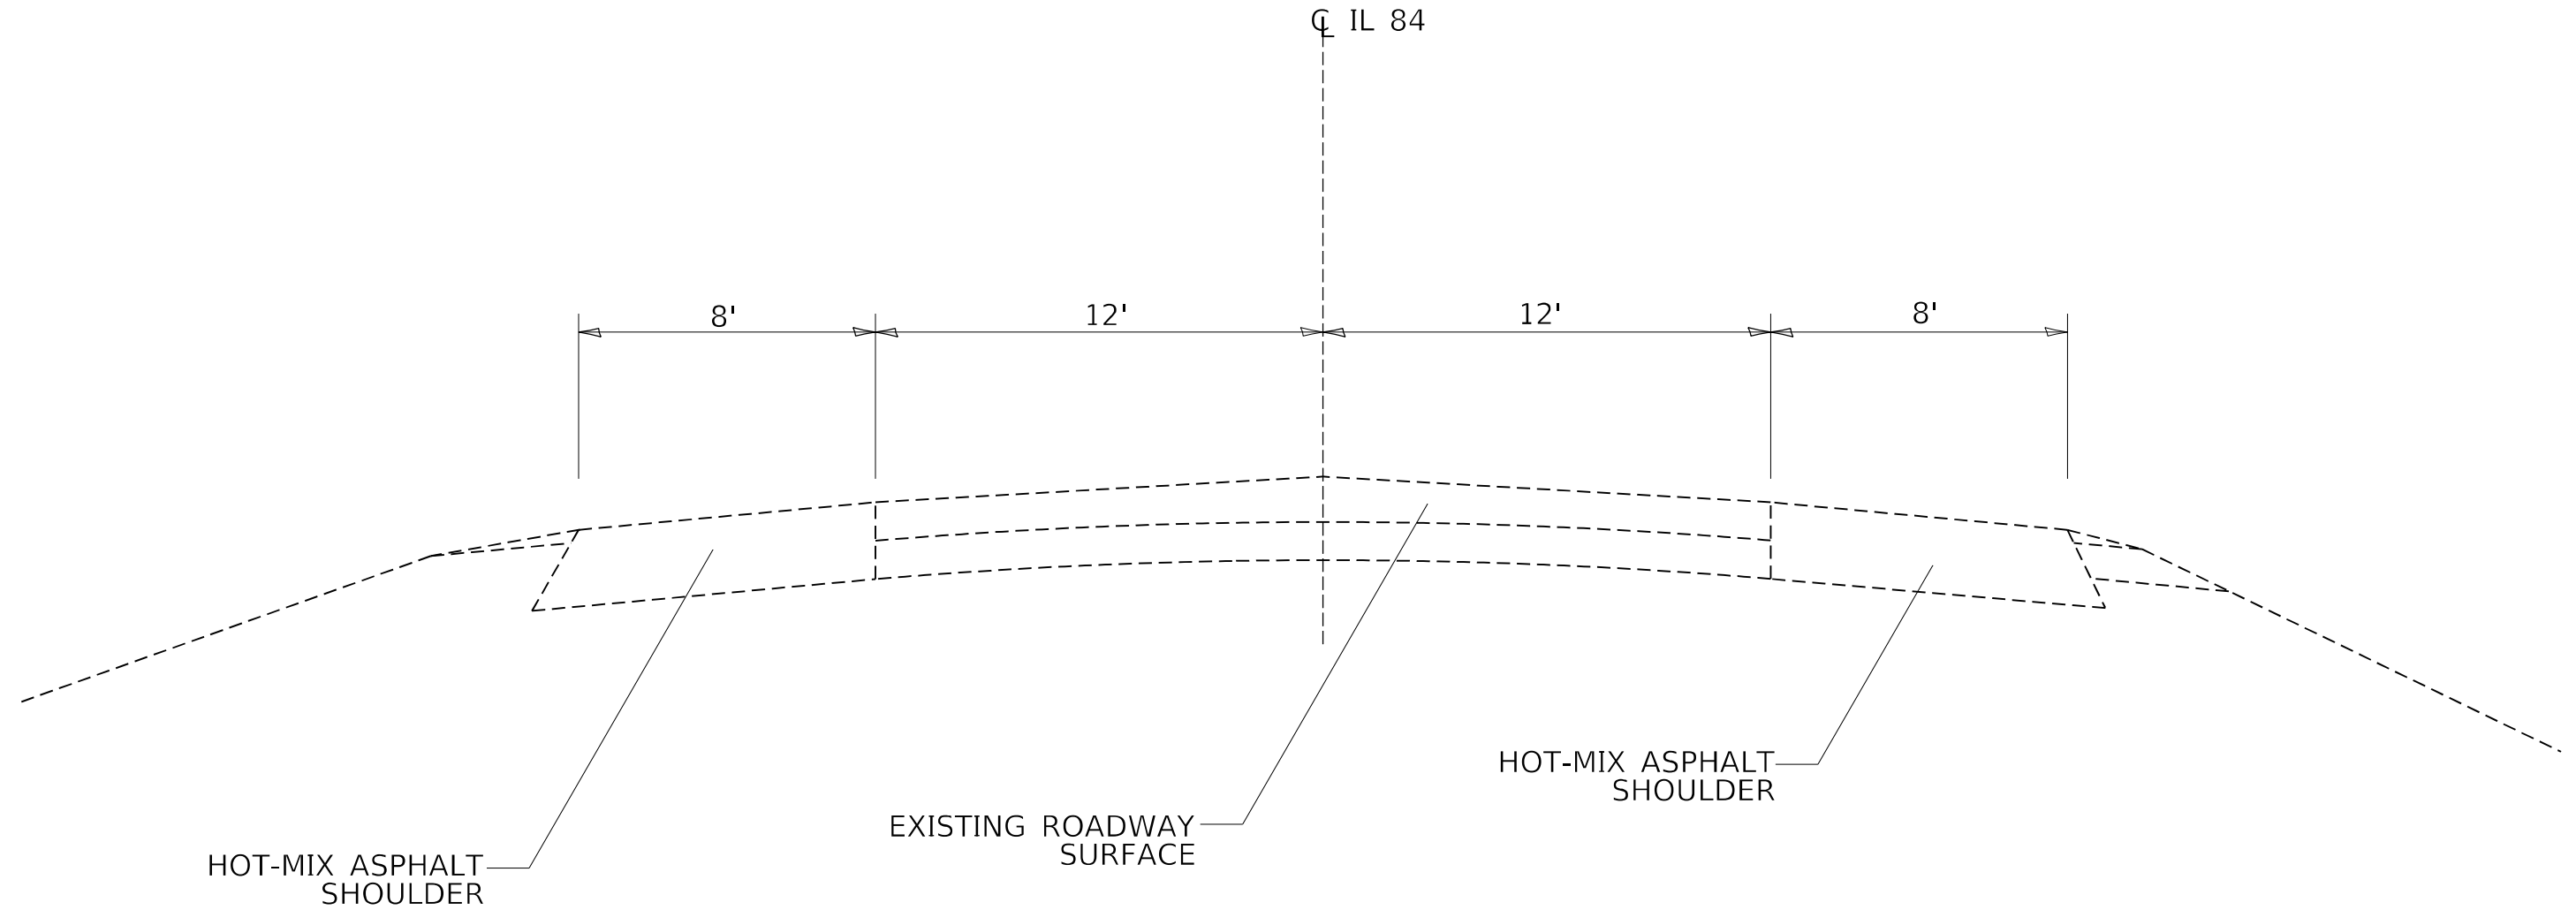 ℄ IL 84
8'
12'
12'
8'
HOT-MIX ASPHALT
SHOULDER
EXISTING ROADWAY
SURFACE
HOT-MIX ASPHALT
SHOULDER